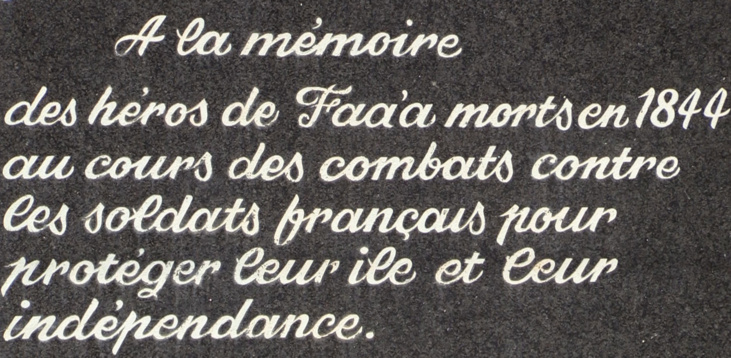 A la mémoire
des héros de Faa'a morts en 1844
au cours des combats contre
les soldats français pour
protéger leur ile et leur
indépendance.